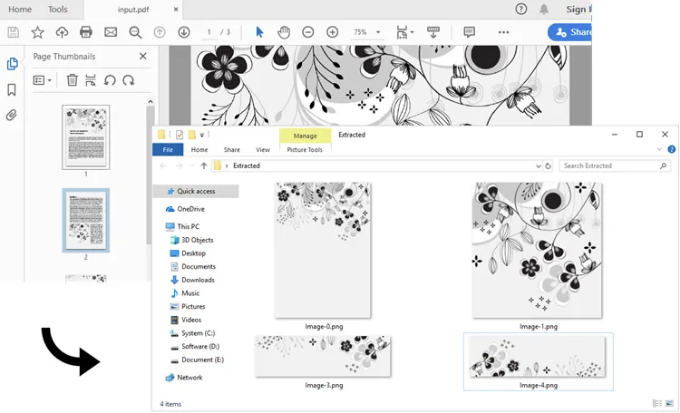 Home Tools input.pdf × ? Sign I
1 / 3 75% Share
Page Thumbnails ×
1
2
Manage Extracted
File Home Share View Picture Tools
Extracted Search Extracted
Quick access
OneDrive
This PC
3D Objects
Desktop
Documents
Downloads
Music
Pictures
Videos
System (C:)
Software (D:)
Document (E:)
Network
Image-0.png Image-1.png
Image-3.png Image-4.png
4 items